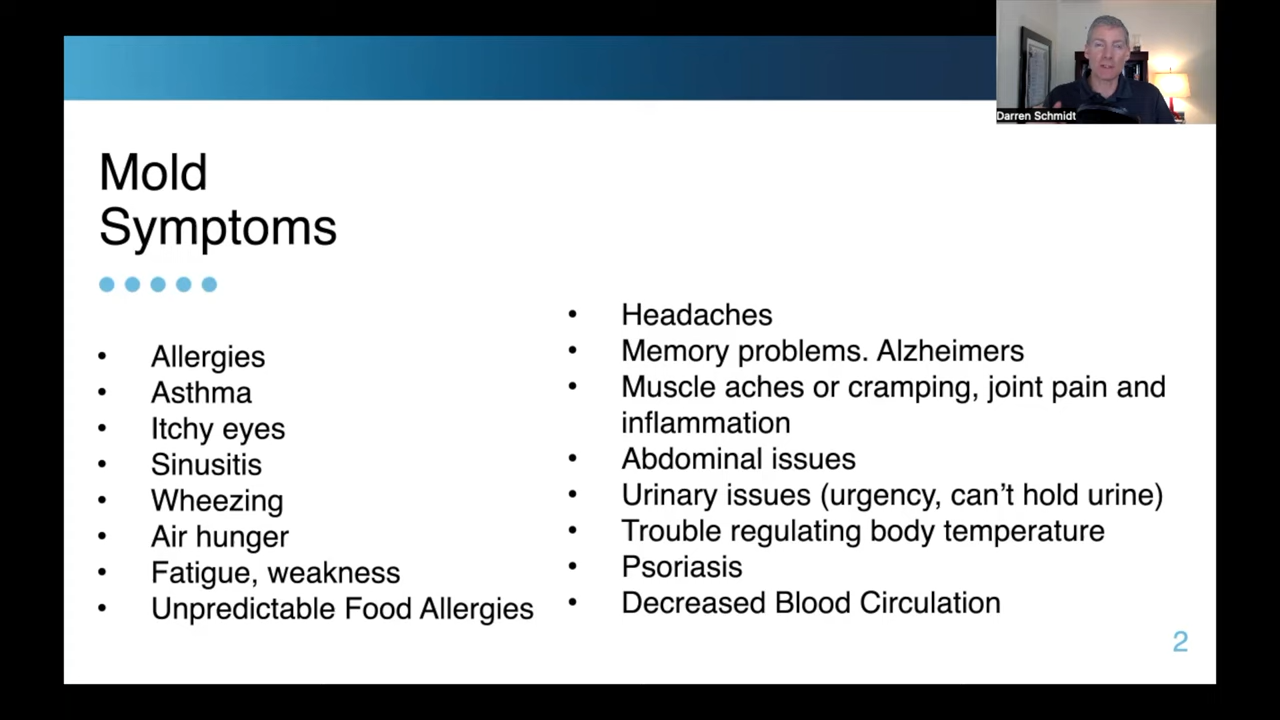 Darren Schmidt
Mold
Symptoms
• Allergies
• Asthma
• Itchy eyes
• Sinusitis
• Wheezing
• Air hunger
• Fatigue, weakness
• Unpredictable Food Allergies
• Headaches
• Memory problems. Alzheimers
• Muscle aches or cramping, joint pain and
inflammation
• Abdominal issues
• Urinary issues (urgency, can’t hold urine)
• Trouble regulating body temperature
• Psoriasis
• Decreased Blood Circulation
2